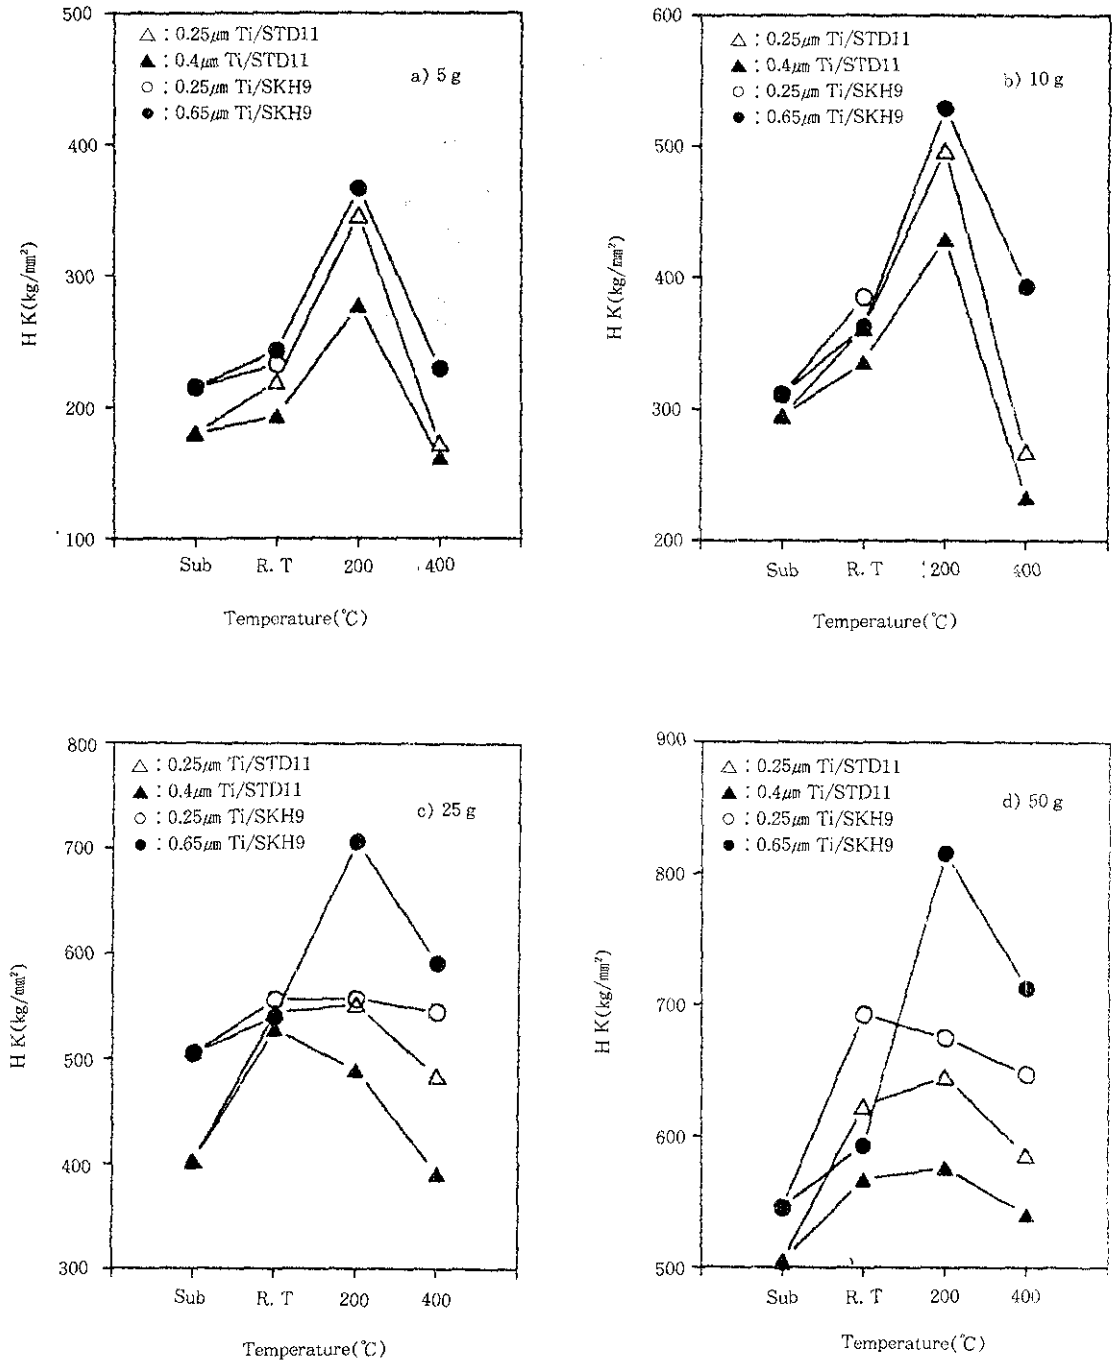 500
△ : 0.25㎛ Ti/STD11
▲ : 0.4㎛ Ti/STD11
○ : 0.25㎛ Ti/SKH9
● : 0.65㎛ Ti/SKH9
a) 5 g
400
300
200
100
H K(kg/㎟)
Sub R. T 200 400
Temperature(℃)
600
△ : 0.25㎛ Ti/STD11
▲ : 0.4㎛ Ti/STD11
○ : 0.25㎛ Ti/SKH9
● : 0.65㎛ Ti/SKH9
b) 10 g
500
400
300
200
H K(kg/㎟)
Sub R. T 200 400
Temperature(℃)
800
△ : 0.25㎛ Ti/STD11
▲ : 0.4㎛ Ti/STD11
○ : 0.25㎛ Ti/SKH9
● : 0.65㎛ Ti/SKH9
c) 25 g
700
600
500
400
300
H K(kg/㎟)
Sub R. T 200 400
Temperature(℃)
900
△ : 0.25㎛ Ti/STD11
▲ : 0.4㎛ Ti/STD11
○ : 0.25㎛ Ti/SKH9
● : 0.65㎛ Ti/SKH9
d) 50 g
800
700
600
500
H K(kg/㎟)
Sub R. T 200 400
Temperature(℃)